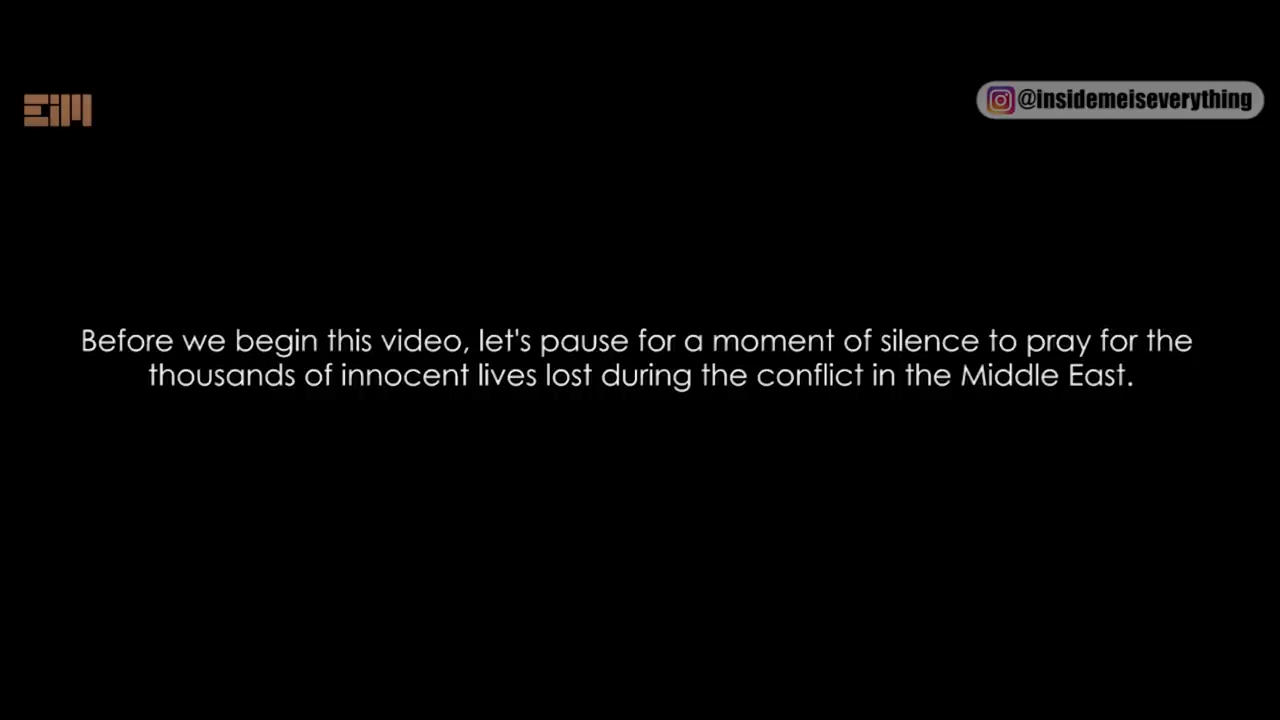 EiM
@insidemeiseverything
Before we begin this video, let's pause for a moment of silence to pray for the
thousands of innocent lives lost during the conflict in the Middle East.